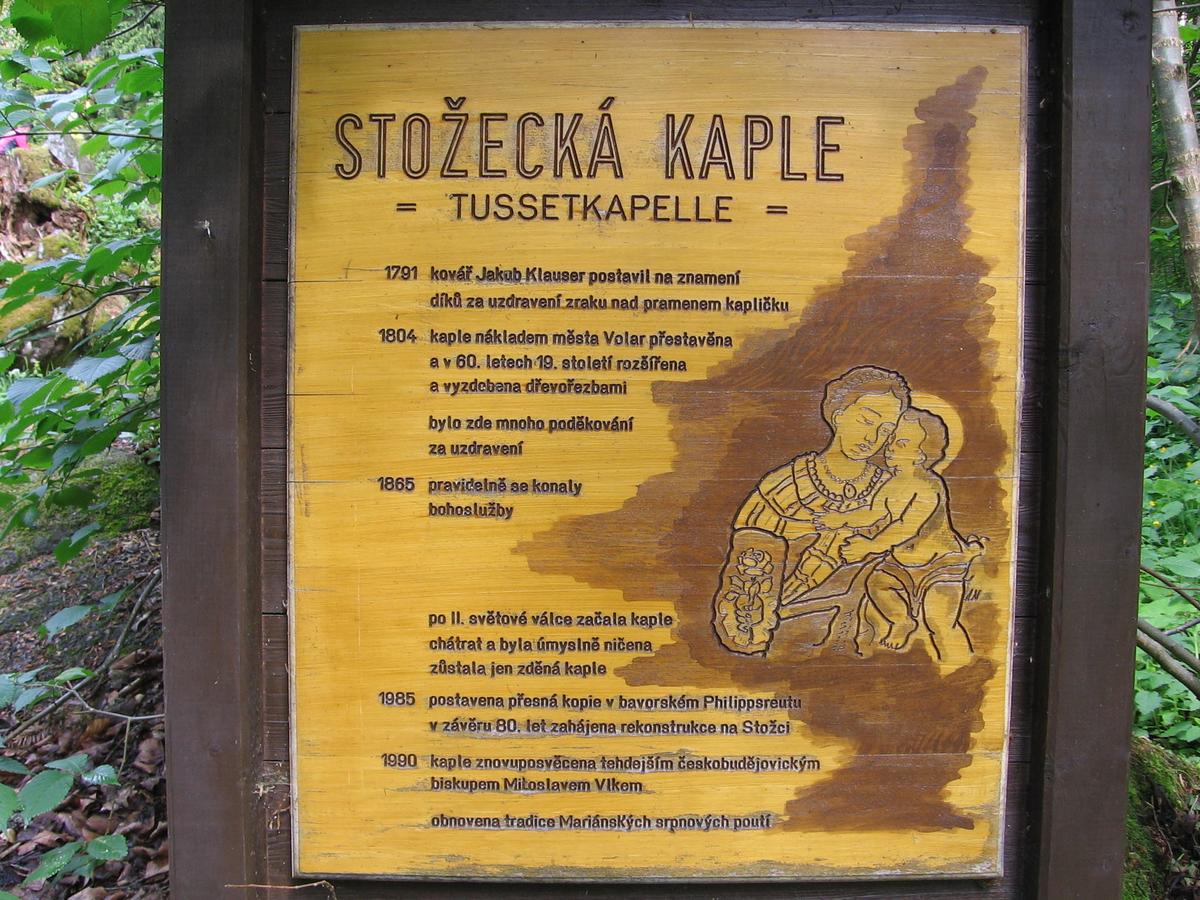 STOŽECKÁ KAPLE
= TUSSETKAPELLE =
1791 kovář Jakub Klauser postavil na znamení
díků za uzdravení zraku nad pramenem kapličku
1804 kaple nákladem města Volar přestavěna
a v 60. letech 19. století rozšířena
a vyzdobena dřevořezbami
bylo zde mnoho poděkování
za uzdravení
1865 pravidelně se konaly
bohoslužby
po II. světové válce začala kaple
chátrat a byla úmyslně ničena
zůstala jen zděná kaple
1985 postavena přesná kopie v bavorském Philippsreutu
v závěru 80. let zahájena rekonstrukce na Stožci
1990 kaple znovuposvěcena tehdejším českobudějovickým
biskupem Miloslavem Vlkem
obnovena tradice Mariánských srpnových poutí